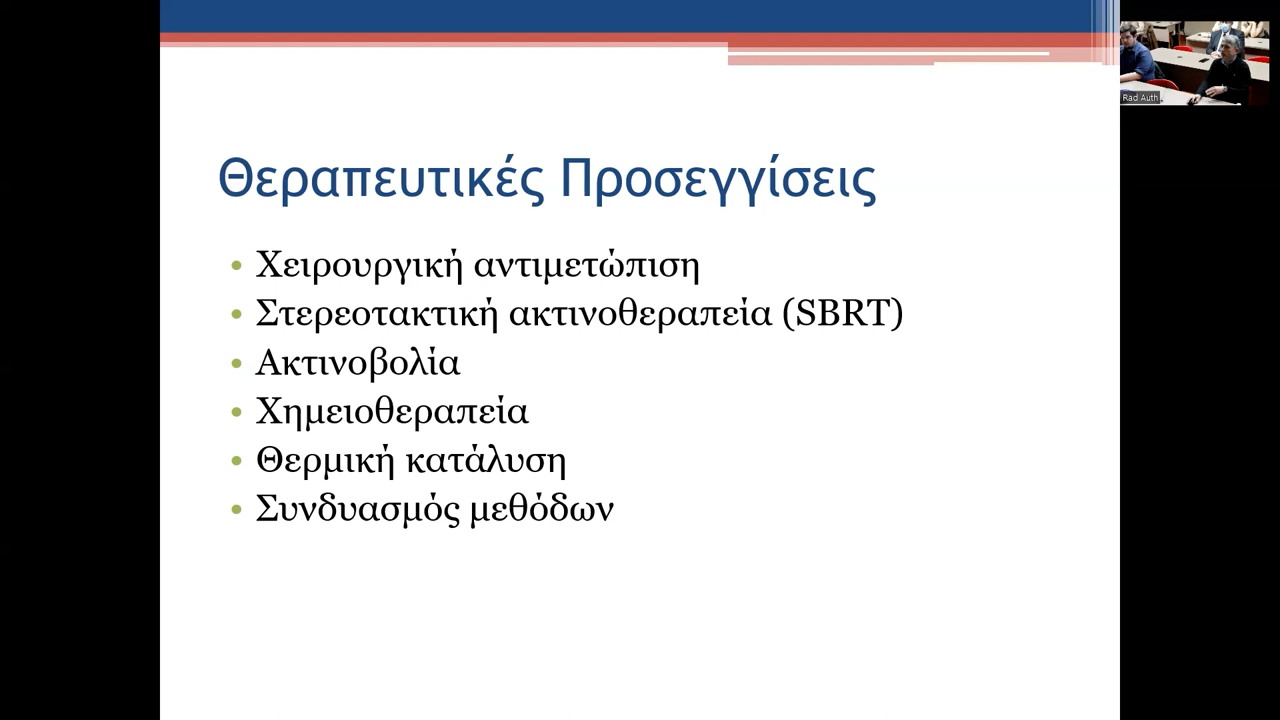 Θεραπευτικές Προσεγγίσεις
• Χειρουργική αντιμετώπιση
• Στερεοτακτική ακτινοθεραπεία (SBRT)
• Ακτινοβολία
• Χημειοθεραπεία
• Θερμική κατάλυση
• Συνδυασμός μεθόδων
Rad Auth